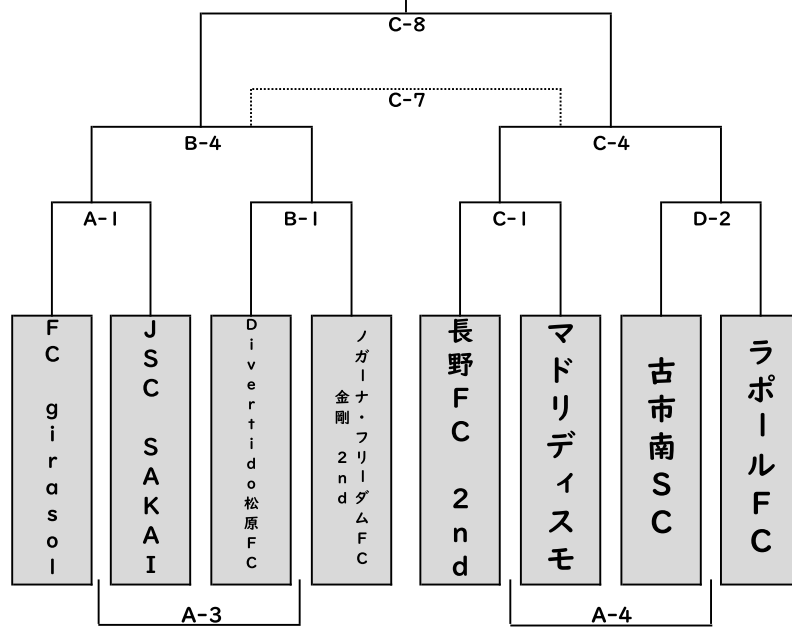 C-8
C-7
B-4
C-4
A-1
B-1
C-1
D-2
FC girasol
JSC SAKAI
Divertido松原FC
ノガーナ・フリーダムFC
金剛 2nd
長野FC 2nd
マドリディスモ
古市南SC
ラポールFC
A-3
A-4